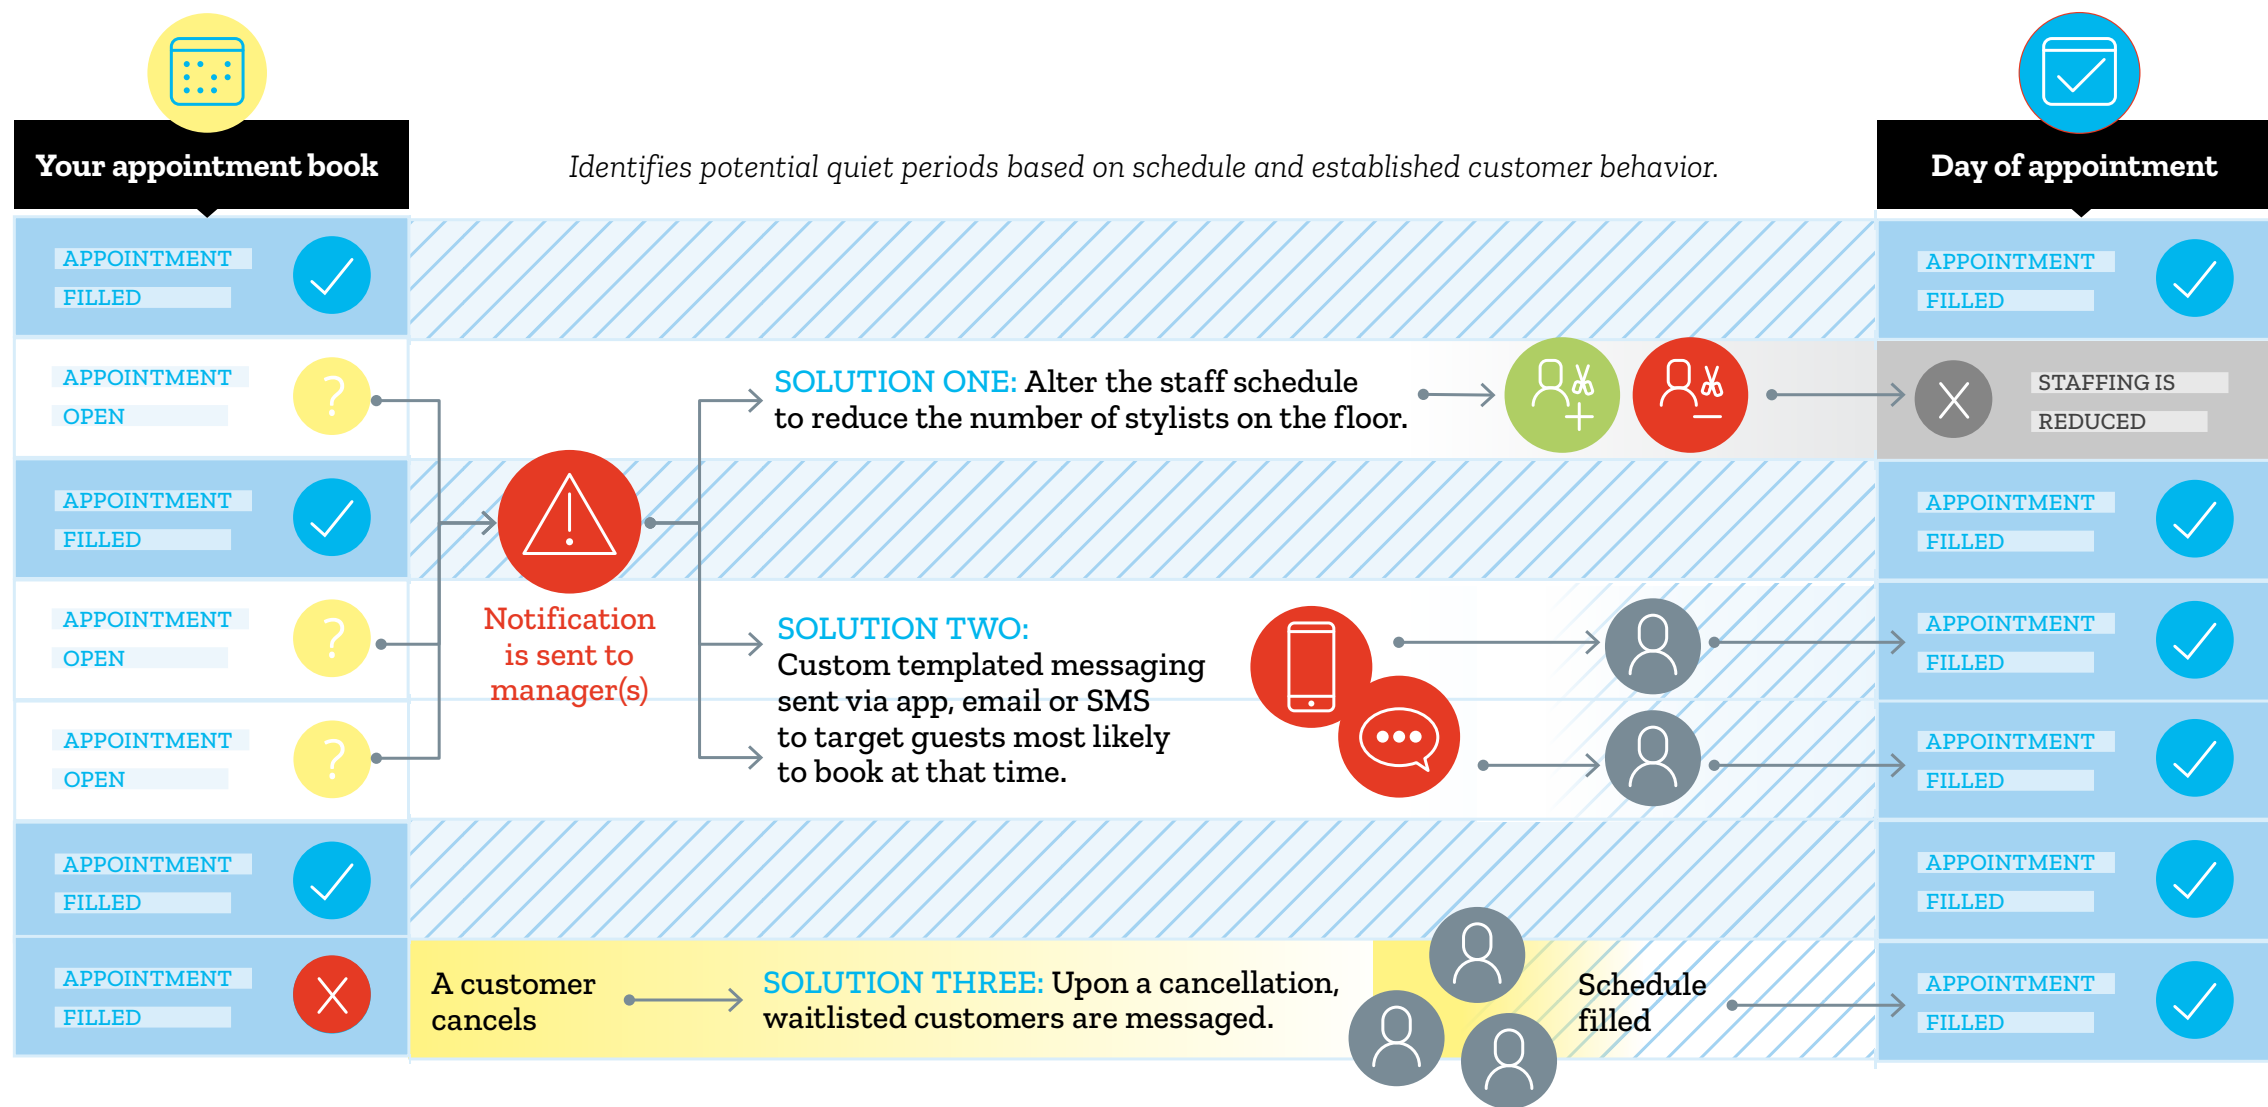 Your appointment book
Identifies potential quiet periods based on schedule and established customer behavior.
Day of appointment
APPOINTMENT
FILLED
APPOINTMENT
FILLED
APPOINTMENT
OPEN
?
SOLUTION ONE: Alter the staff schedule
to reduce the number of stylists on the floor.
STAFFING IS
REDUCED
APPOINTMENT
FILLED
APPOINTMENT
FILLED
Notification
is sent to
manager(s)
APPOINTMENT
OPEN
?
APPOINTMENT
OPEN
?
SOLUTION TWO:
Custom templated messaging
sent via app, email or SMS
to target guests most likely
to book at that time.
APPOINTMENT
FILLED
APPOINTMENT
FILLED
APPOINTMENT
FILLED
APPOINTMENT
FILLED
APPOINTMENT
FILLED
A customer
cancels
SOLUTION THREE: Upon a cancellation,
waitlisted customers are messaged.
Schedule
filled
APPOINTMENT
FILLED